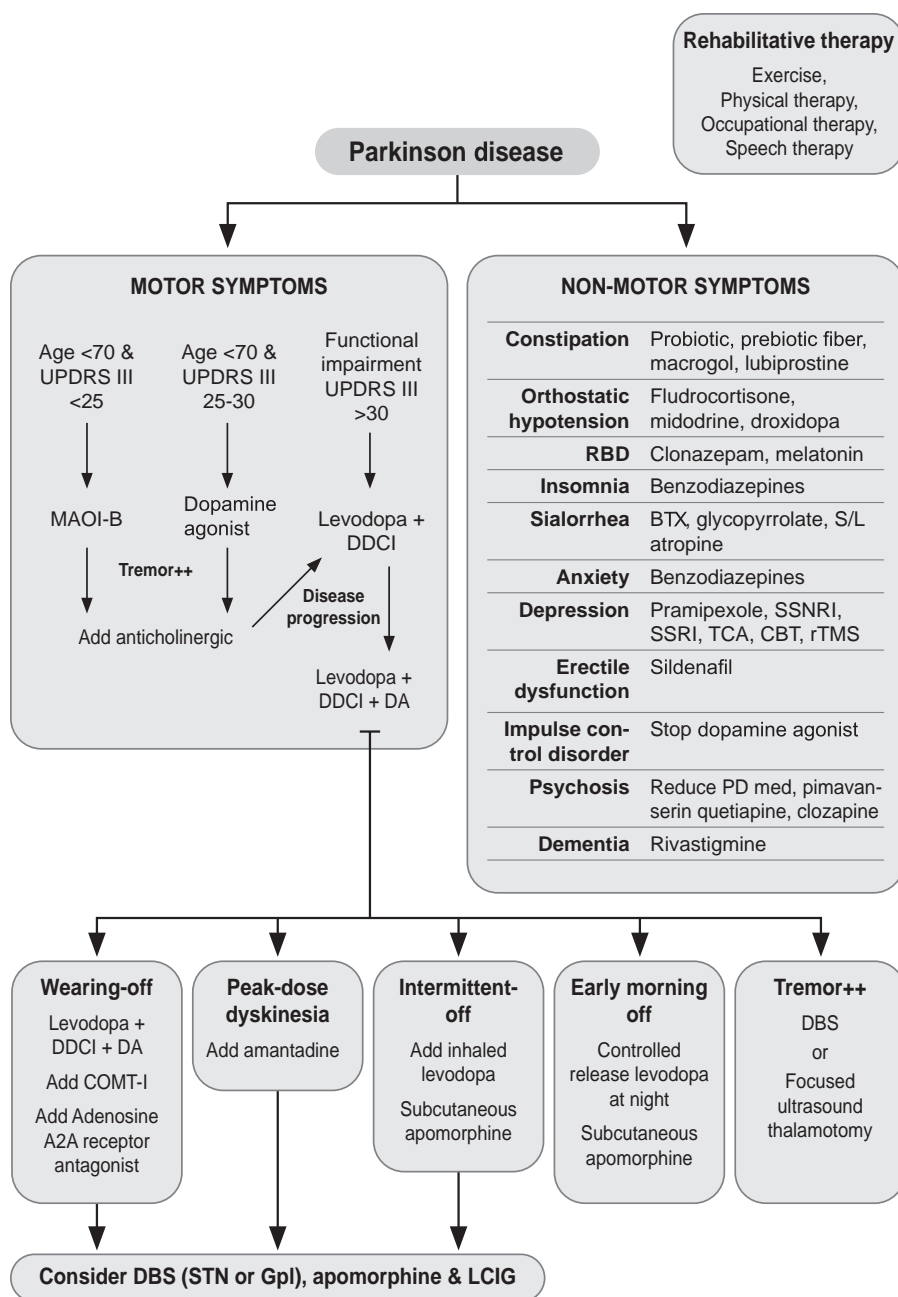 Rehabilitative therapy
Exercise,
Physical therapy,
Occupational therapy,
Speech therapy
Parkinson disease
MOTOR SYMPTOMS
Age <70 &
UPDRS III
<25
Age <70 &
UPDRS III
25-30
Functional
impairment
UPDRS III
>30
MAOI-B
Dopamine
agonist
Levodopa +
DDCI
Tremor++
Disease
progression
Add anticholinergic
Levodopa +
DDCI + DA
NON-MOTOR SYMPTOMS
Constipation Probiotic, prebiotic fiber,
macrogol, lubiprostine
Orthostatic Fludrocortisone,
hypotension midodrine, droxidopa
RBD Clonazepam, melatonin
Insomnia Benzodiazepines
Sialorrhea BTX, glycopyrrolate, S/L
atropine
Anxiety Benzodiazepines
Depression Pramipexole, SSNRI,
SSRI, TCA, CBT, rTMS
Erectile Sildenafil
dysfunction
Impulse con- Stop dopamine agonist
trol disorder
Psychosis Reduce PD med, pimavan-
serin quetiapine, clozapine
Dementia Rivastigmine
Wearing-off
Levodopa +
DDCI + DA
Add COMT-I
Add Adenosine
A2A receptor
antagonist
Peak-dose
dyskinesia
Add amantadine
Intermittent-
off
Add inhaled
levodopa
Subcutaneous
apomorphine
Early morning
off
Controlled
release levodopa
at night
Subcutaneous
apomorphine
Tremor++
DBS
or
Focused
ultrasound
thalamotomy
Consider DBS (STN or GpI), apomorphine & LCIG